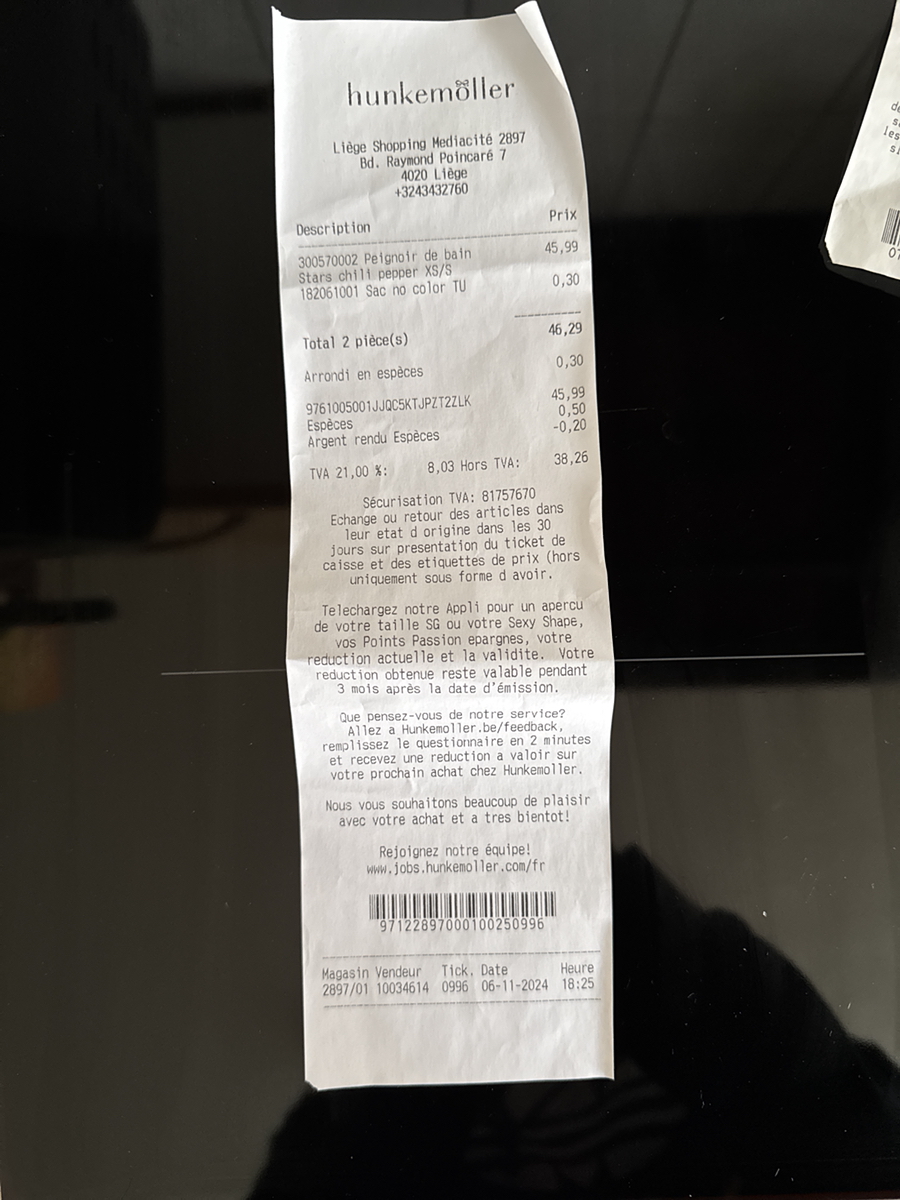 hunkemöller
Liège Shopping Mediacité 2897
Bd. Raymond Poincaré 7
4020 Liège
+3243432760
Description Prix
300570002 Peignoir de bain 45,99
Stars chili pepper XS/S
182061001 Sac no color TU 0,30
Total 2 pièce(s) 46,29
Arrondi en espèces 0,30
9761005001JJQC5KTJPZT2ZLK 45,99
Espèces 0,50
Argent rendu Espèces -0,20
TVA 21,00 %: 8,03 Hors TVA: 38,26
Sécurisation TVA: 81757670
Echange ou retour des articles dans
leur etat d origine dans les 30
jours sur presentation du ticket de
caisse et des etiquettes de prix (hors
uniquement sous forme d avoir.
Telechargez notre Appli pour un apercu
de votre taille SG ou votre Sexy Shape,
vos Points Passion epargnes, votre
reduction actuelle et la validite. Votre
reduction obtenue reste valable pendant
3 mois après la date d'émission.
Que pensez-vous de notre service?
Allez a Hunkemoller.be/feedback,
remplissez le questionnaire en 2 minutes
et recevez une reduction a valoir sur
votre prochain achat chez Hunkemoller.
Nous vous souhaitons beaucoup de plaisir
avec votre achat et a tres bientot!
Rejoignez notre équipe!
www.jobs.hunkemoller.com/fr
97122897000100250996
Magasin Vendeur Tick. Date Heure
2897/01 10034614 0996 06-11-2024 18:25
les